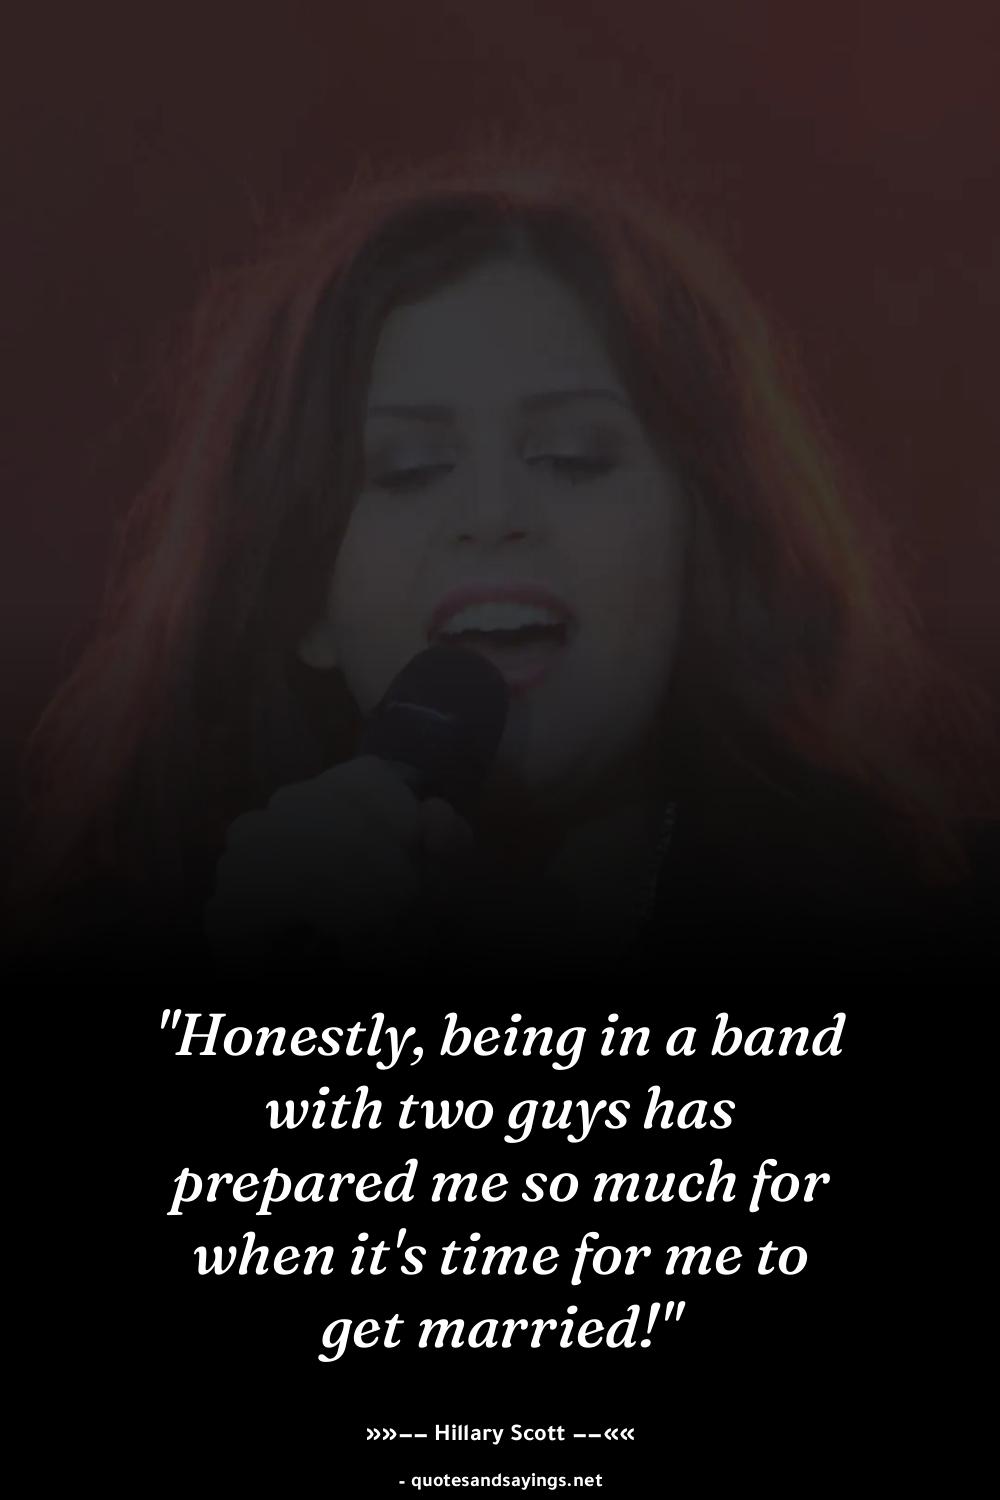 "Honestly, being in a band
with two guys has
prepared me so much for
when it's time for me to
get married!"
»»−− Hillary Scott −−««
- quotesandsayings.net